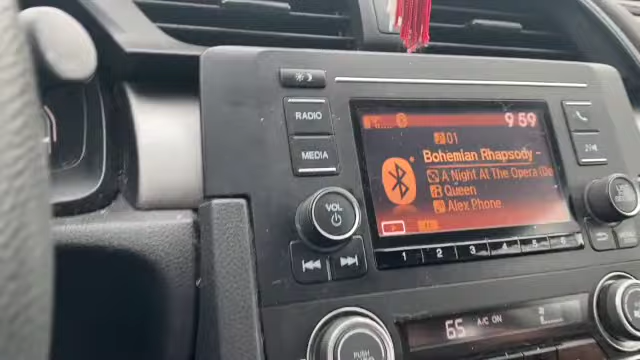 RADIO
MEDIA
VOL
9 59
01
Bohemian Rhapsody -
A Night At The Opera (De
Queen
Alex Phone
1 2 3 4 5 6
65 A/C ON
PUSH